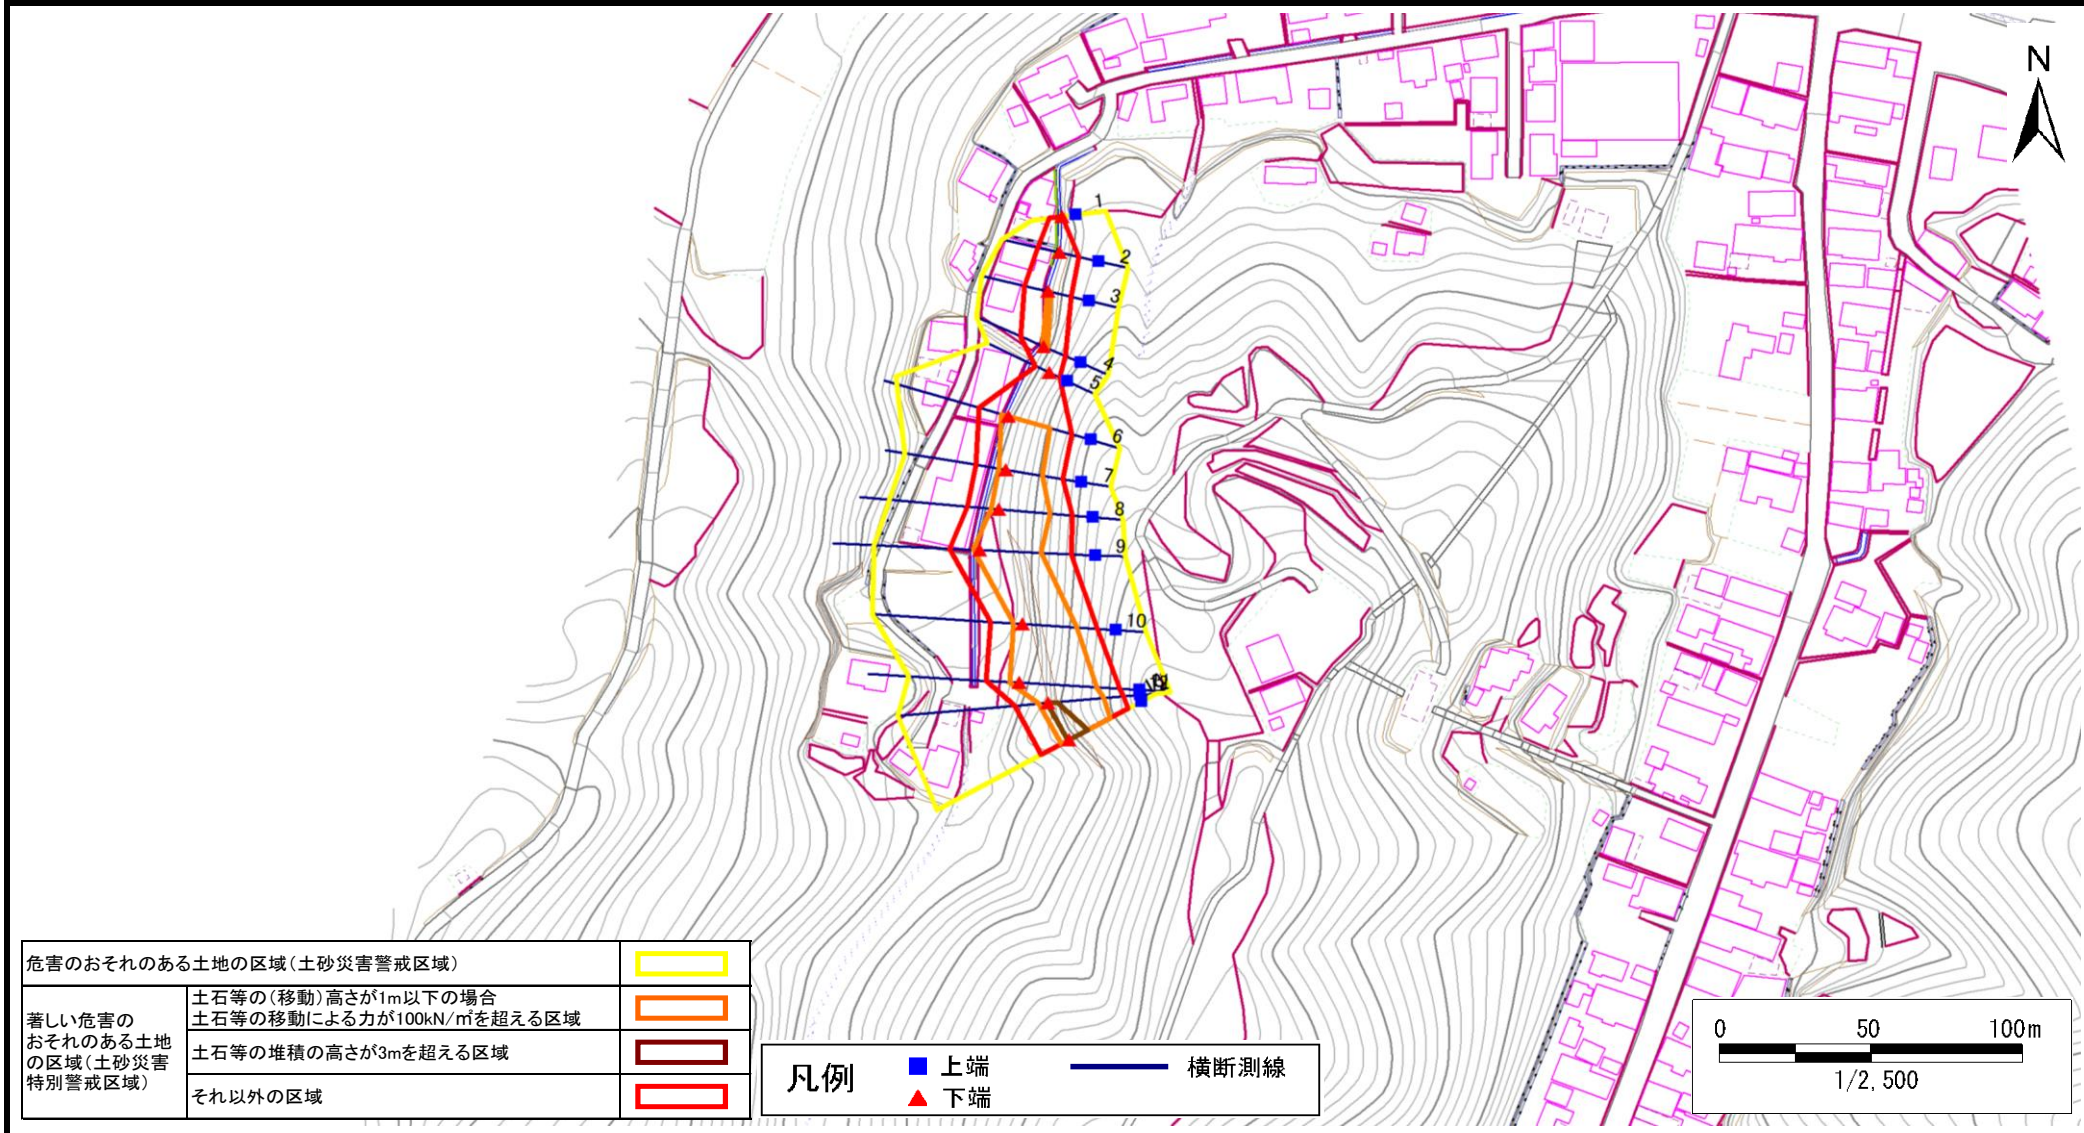 N
1
2
3
4
5
6
7
8
9
10
危害のおそれのある土地の区域(土砂災害警戒区域)
著しい危害の
おそれのある土地
の区域(土砂災害
特別警戒区域)
土石等の(移動)高さが1m以下の場合
土石等の移動による力が100kN/㎡を超える区域
土石等の堆積の高さが3mを超える区域
それ以外の区域
凡例
上端
下端
横断測線
0 50 100m
1/2,500